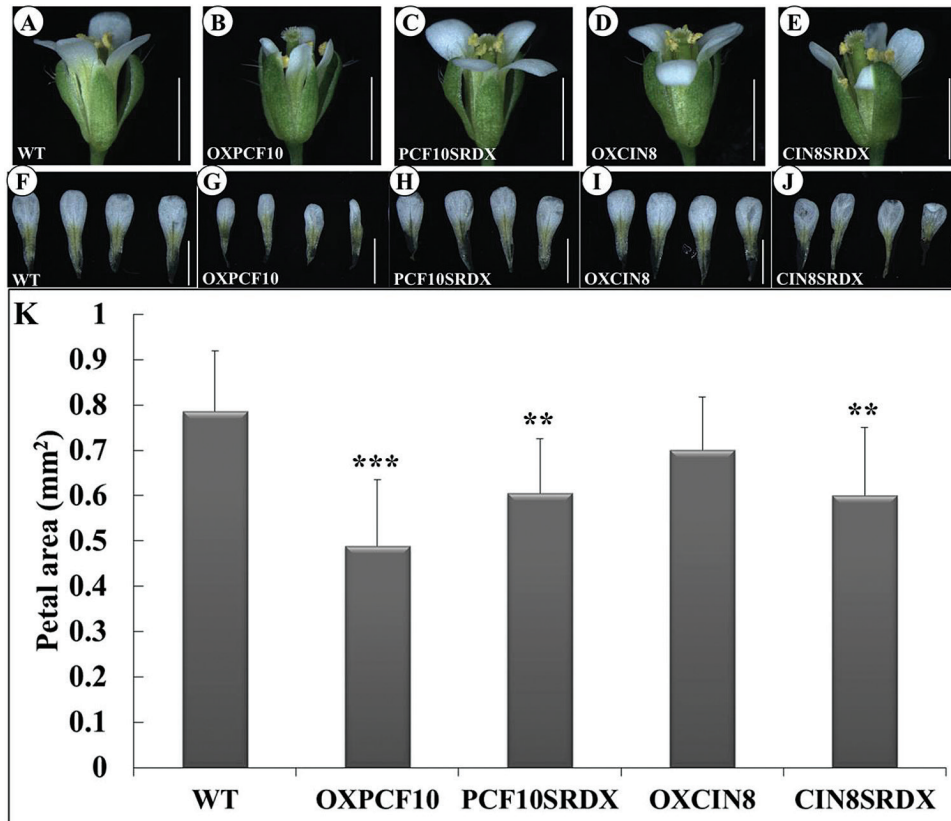 A B C D E
WT OXPCF10 PCF10SRDX OXCIN8 CIN8SRDX
F G H I J
WT OXPCF10 PCF10SRDX OXCIN8 CIN8SRDX
K
Petal area (mm²)
1
0.9
0.8
0.7
0.6
0.5
0.4
0.3
0.2
0.1
0
*** ** **
WT OXPCF10 PCF10SRDX OXCIN8 CIN8SRDX